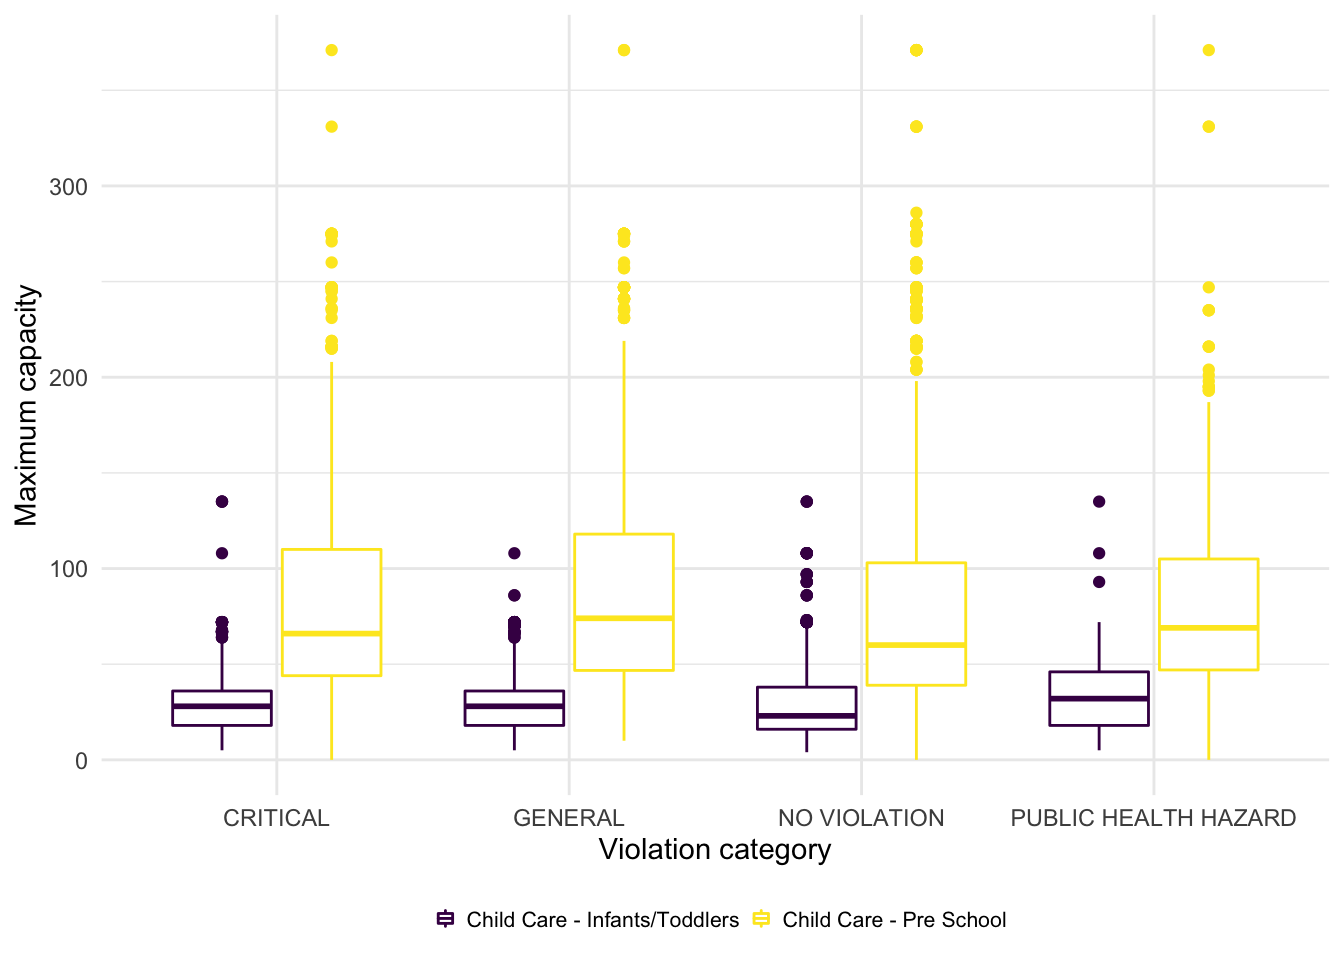 Maximum capacity
300
200
100
0
CRITICAL GENERAL NO VIOLATION PUBLIC HEALTH HAZARD
Violation category
Child Care - Infants/Toddlers Child Care - Pre School